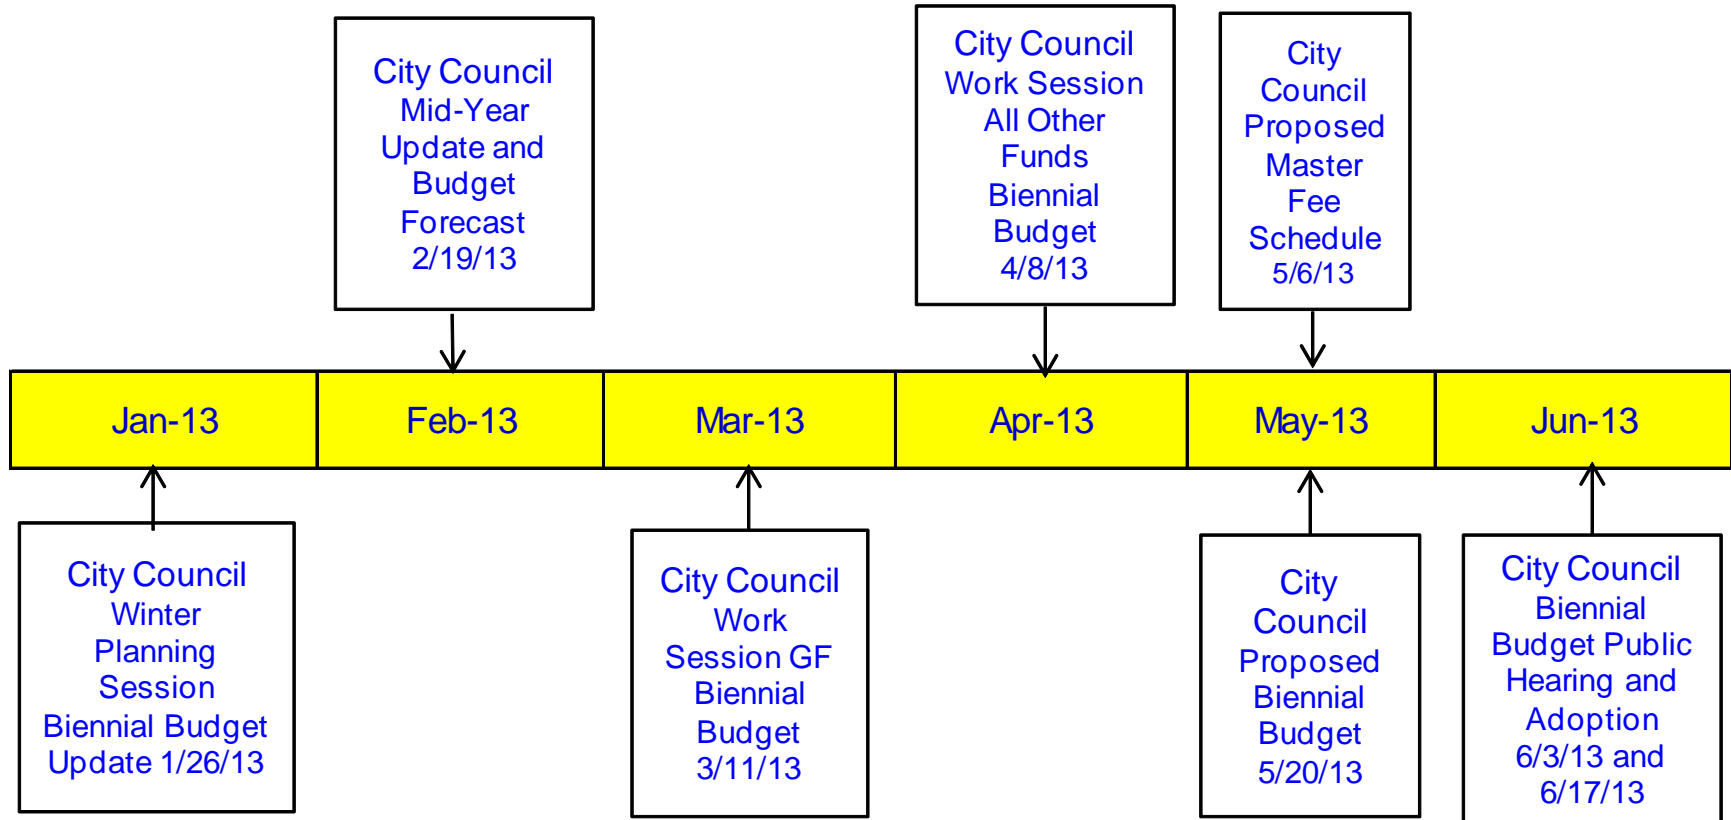 City Council
Mid-Year
Update and
Budget
Forecast
2/19/13
City Council
Work Session
All Other
Funds
Biennial
Budget
4/8/13
City
Council
Proposed
Master
Fee
Schedule
5/6/13
Jan-13
Feb-13
Mar-13
Apr-13
May-13
Jun-13
City Council
Winter
Planning
Session
Biennial Budget
Update 1/26/13
City Council
Work
Session GF
Biennial
Budget
3/11/13
City
Council
Proposed
Biennial
Budget
5/20/13
City Council
Biennial
Budget Public
Hearing and
Adoption
6/3/13 and
6/17/13